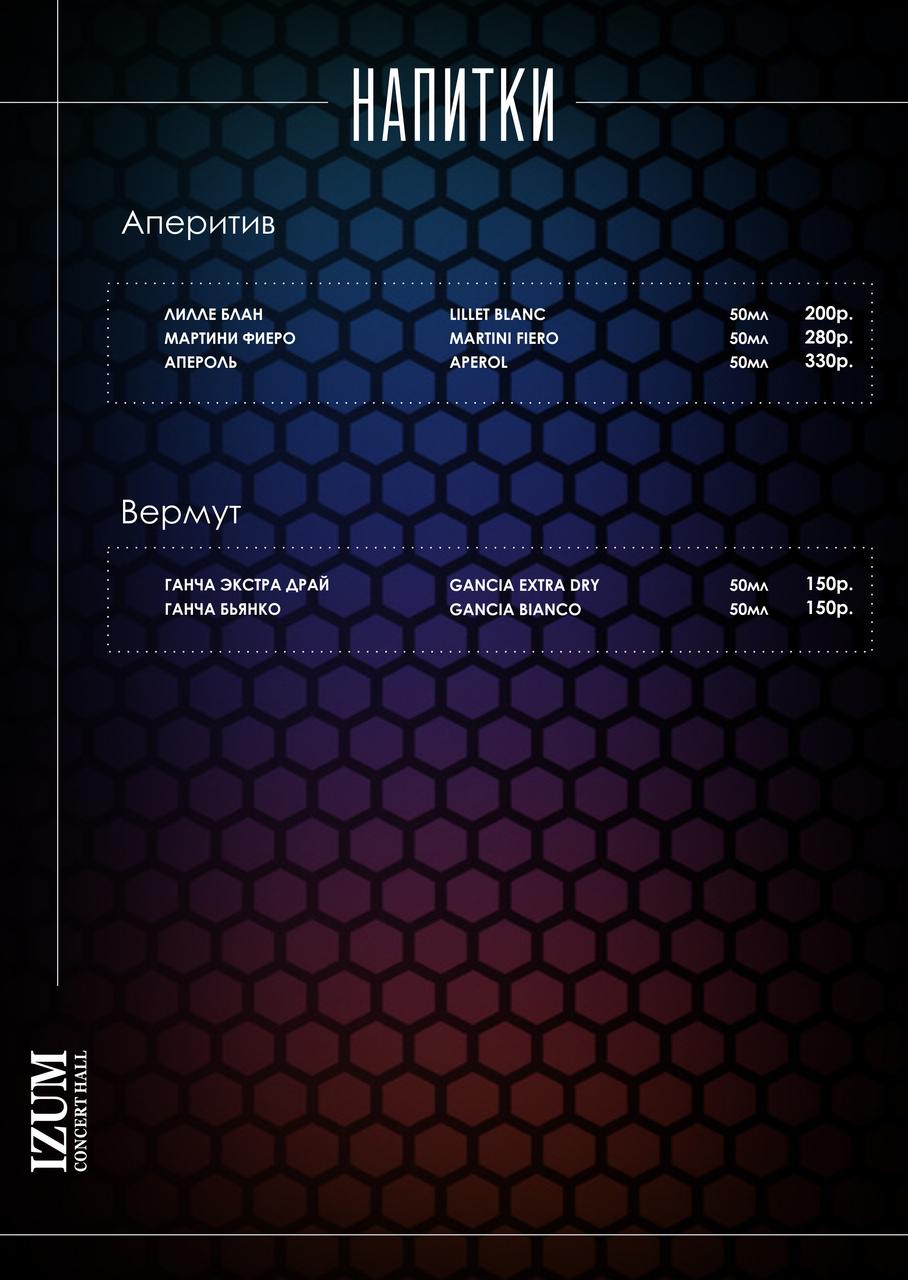 НАПИТКИ
Аперитив
ЛИЛЛЕ БЛАН LILLET BLANC 50мл 200р.
МАРТИНИ ФИЕРО MARTINI FIERO 50мл 280р.
АПЕРОЛЬ APEROL 50мл 330р.
Вермут
ГАНЧА ЭКСТРА ДРАЙ GANCIA EXTRA DRY 50мл 150р.
ГАНЧА БЬЯНКО GANCIA BIANCO 50мл 150р.
IZUM
CONCERT HALL